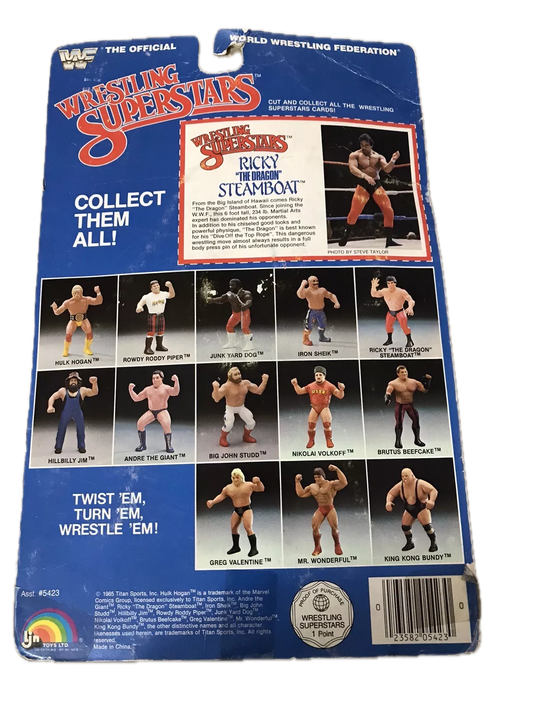 WF THE OFFICIAL
WORLD WRESTLING FEDERATION®
WRESTLING
SUPERSTARS™
CUT AND COLLECT ALL THE WRESTLING
SUPERSTARS CARDS!
COLLECT
THEM
ALL!
WRESTLING
SUPERSTARS™
RICKY
"THE DRAGON"
STEAMBOAT™
From the Big Island of Hawaii comes Ricky
"The Dragon" Steamboat. Since joining the
W.W.F., this 6 foot tall, 234 lb. Martial Arts
expert has dominated his opponents.
In addition to his chiseled good looks and
powerful physique, "The Dragon" is best known
for his "Dive Off the Top Rope". This dangerous
wrestling move almost always results in a full
body press pin of his unfortunate opponent.
PHOTO BY STEVE TAYLOR
HULK HOGAN™
ROWDY RODDY PIPER™
JUNK YARD DOG™
IRON SHEIK™
RICKY "THE DRAGON"
STEAMBOAT™
HILLBILLY JIM™
ANDRE THE GIANT™
BIG JOHN STUDD™
NIKOLAI VOLKOFF™
BRUTUS BEEFCAKE™
TWIST 'EM,
TURN 'EM,
WRESTLE 'EM!
GREG VALENTINE™
MR. WONDERFUL™
KING KONG BUNDY™
Asst. #5423
© 1985 Titan Sports, Inc. Hulk Hogan™ is a trademark of the Marvel
Comics Group, licensed exclusively to Titan Sports, Inc. Andre the
Giant™, Ricky "The Dragon" Steamboat™, Iron Sheik™, Big John
Studd™, Hillbilly Jim™, Rowdy Roddy Piper™, Junk Yard Dog™,
Nikolai Volkoff™, Brutus Beefcake™, Greg Valentine™, Mr. Wonderful™,
King Kong Bundy™, the other distinctive names and all character
likenesses used herein, are trademarks of Titan Sports, Inc. All rights
reserved.
Made in China.
LJN
TOYS LTD.
PROOF OF PURCHASE
WRESTLING
SUPERSTARS
1 Point
0 23582 05423 0